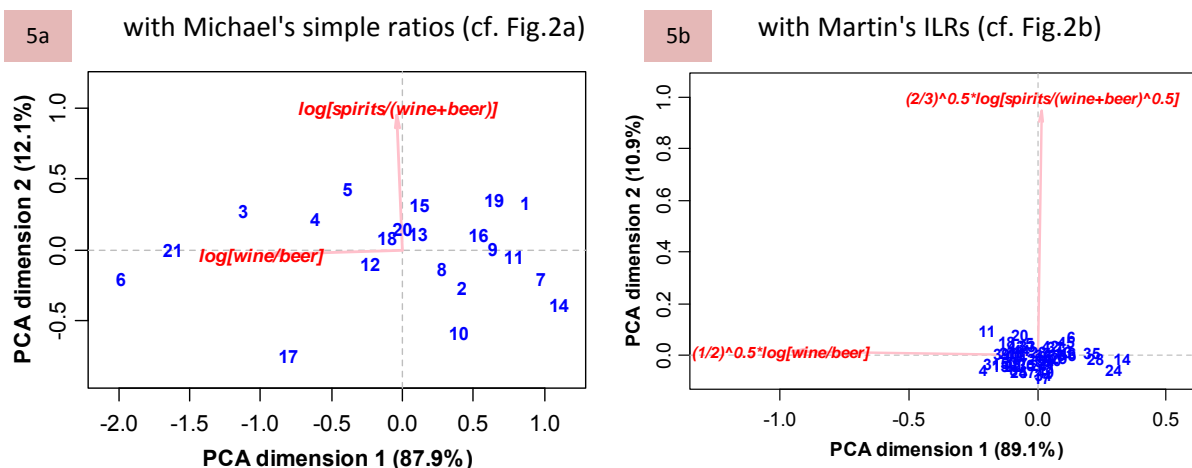 5a
with Michael's simple ratios (cf. Fig.2a)
PCA dimension 2 (12.1%)
1.0
0.5
0.0
-0.5
log[spirits/(wine+beer)]
log[wine/beer]
5
3
4
15
19
1
20
18
13
16
21
9
11
12
8
6
2
7
14
10
17
-2.0 -1.5 -1.0 -0.5 0.0 0.5 1.0
PCA dimension 1 (87.9%)
5b
with Martin's ILRs (cf. Fig.2b)
PCA dimension 2 (10.9%)
1.0
0.8
0.6
0.4
0.2
0.0
(2/3)^0.5*log[spirits/(wine+beer)^0.5]
(1/2)^0.5*log[wine/beer]
11
20
6
35
28
14
4
24
-1.0 -0.5 0.0 0.5
PCA dimension 1 (89.1%)